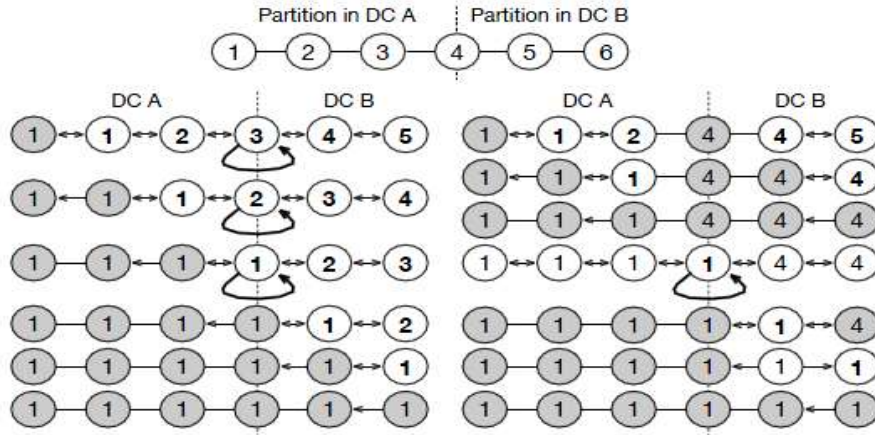 Partition in DC A Partition in DC B
1 2 3 4 5 6
DC A DC B
1 1 2 3 4 5
1 1 1 2 3 4
1 1 1 1 2 3
1 1 1 1 1 2
1 1 1 1 1 1
1 1 1 1 1 1
DC A DC B
1 1 2 4 4 5
1 1 1 4 4 4
1 1 1 4 4 4
1 1 1 1 4 4
1 1 1 1 1 4
1 1 1 1 1 1
1 1 1 1 1 1